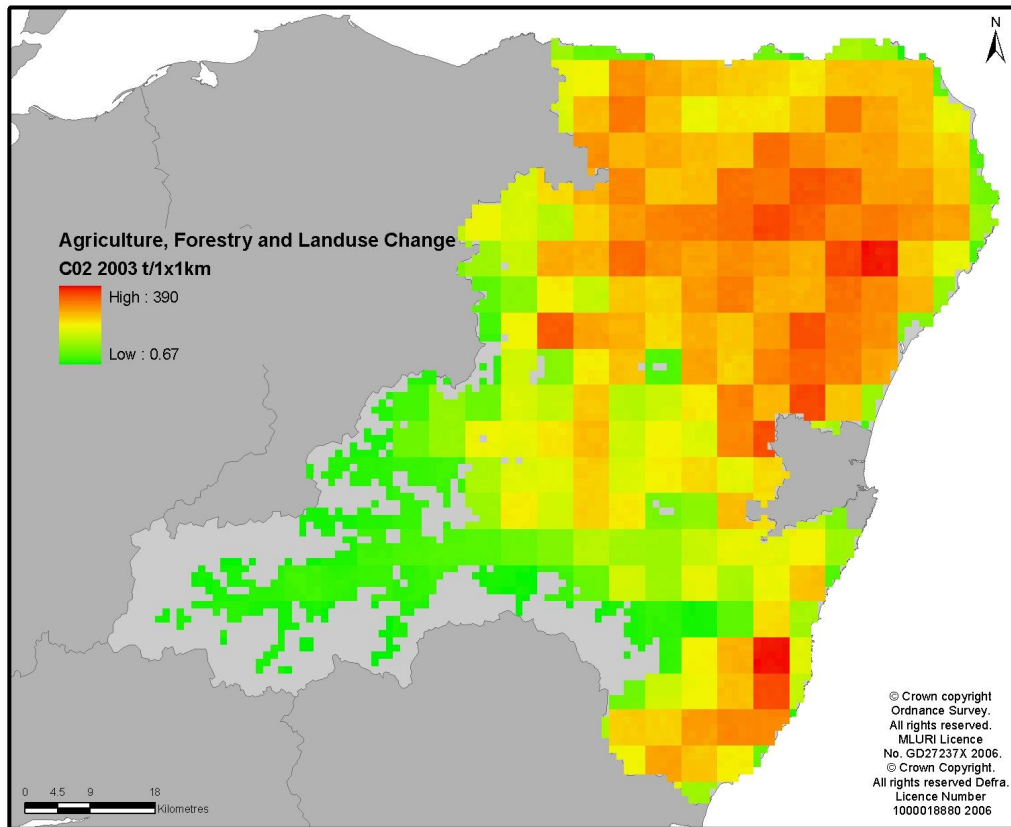 N
Agriculture, Forestry and Landuse Change
C02 2003 t/1x1km
High : 390
Low : 0.67
0 4.5 9 18
Kilometres
© Crown copyright
Ordnance Survey.
All rights reserved.
MLURI Licence
No. GD27237X 2006.
© Crown Copyright.
All rights reserved Defra.
Licence Number
1000018880 2006